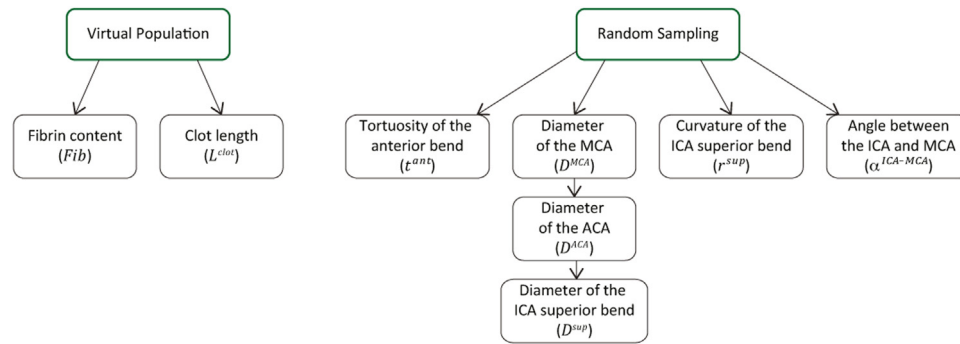 Virtual Population
Random Sampling
Fibrin content
(Fib)
Clot length
(L^clot)
Tortuosity of the
anterior bend
(t^ant)
Diameter
of the MCA
(D^MCA)
Curvature of the
ICA superior bend
(r^sup)
Angle between
the ICA and MCA
(α^ICA-MCA)
Diameter
of the ACA
(D^ACA)
Diameter of the
ICA superior bend
(D^sup)